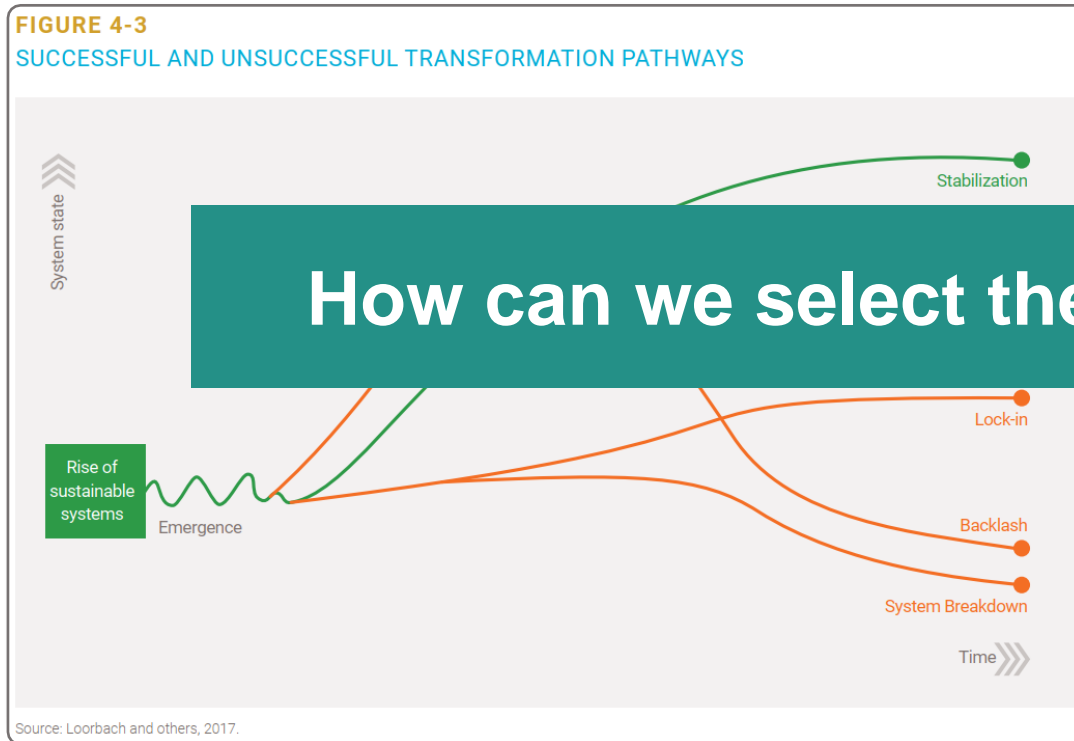 FIGURE 4-3
SUCCESSFUL AND UNSUCCESSFUL TRANSFORMATION PATHWAYS
System state
Stabilization
How can we select the
Lock-in
Rise of
sustainable
systems
Emergence
Backlash
System Breakdown
Time
Source: Loorbach and others, 2017.